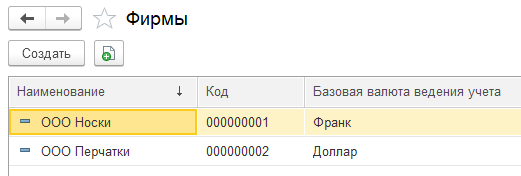 Фирмы
Создать
Наименование ↓ Код Базовая валюта ведения учета
ООО Носки 000000001 Франк
ООО Перчатки 000000002 Доллар